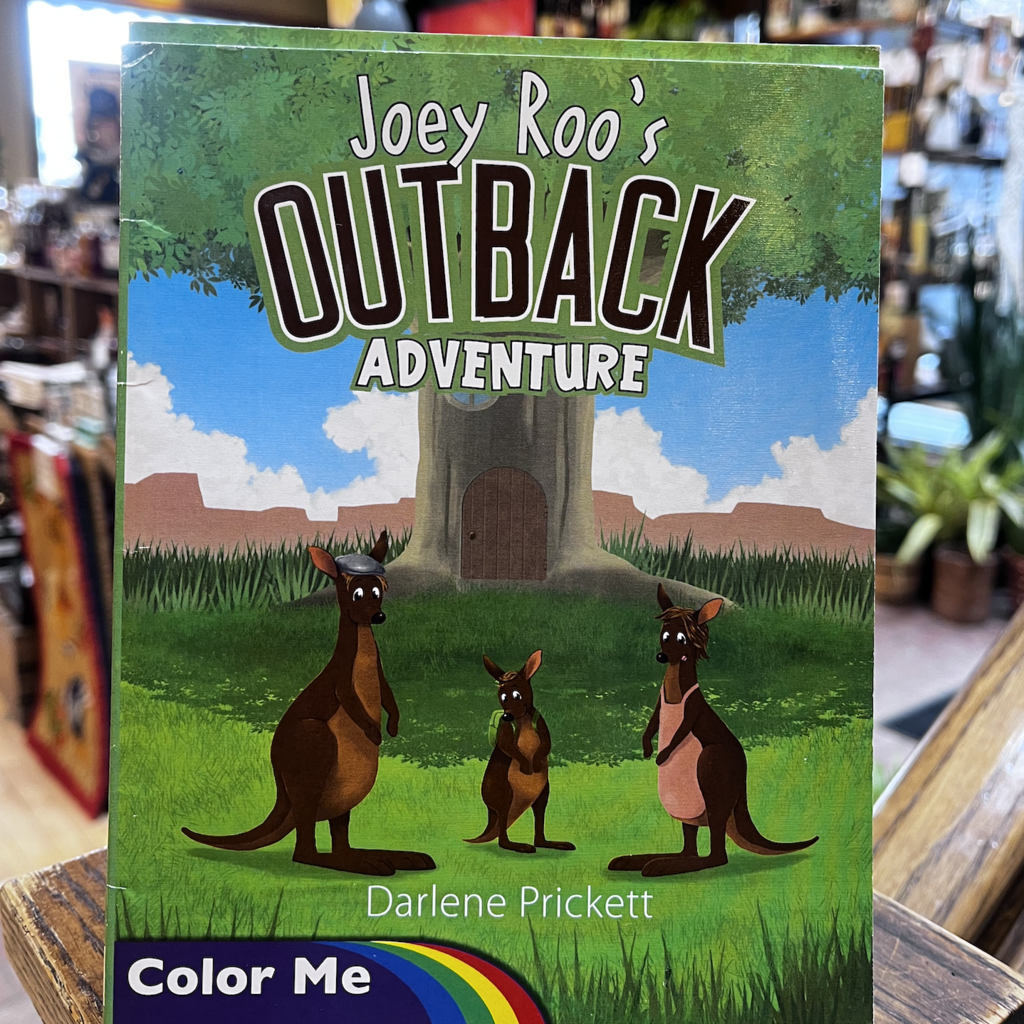 Joey Roo's
OUTBACK
ADVENTURE
Darlene Prickett
Color Me